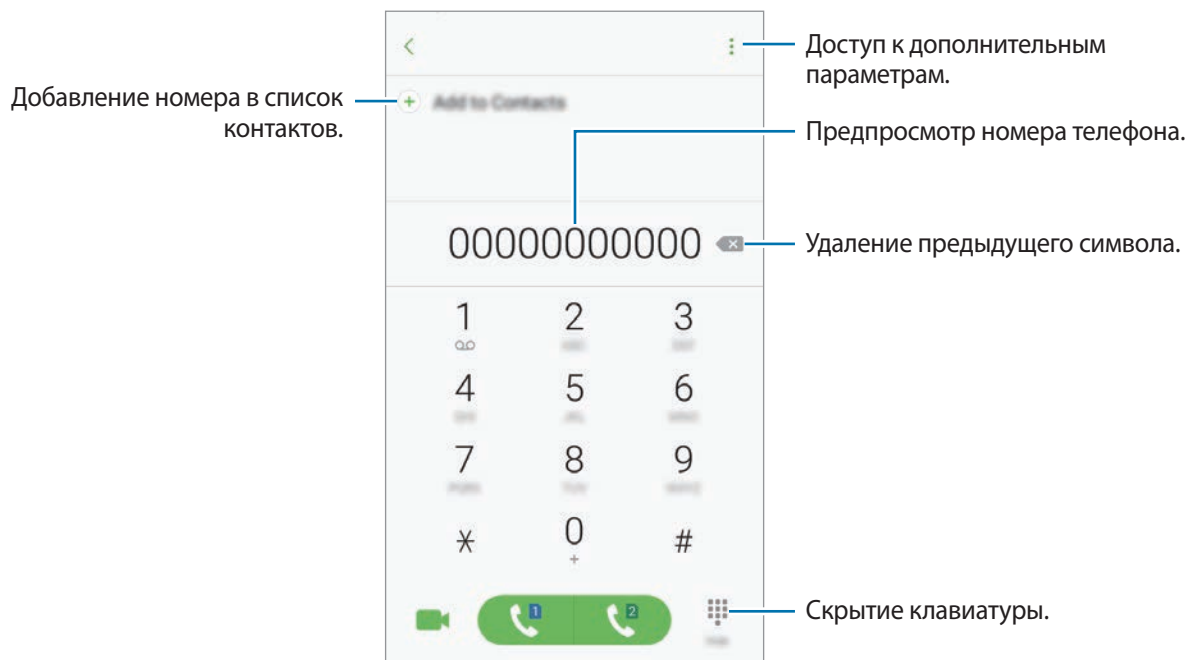 Доступ к дополнительным
параметрам.
Добавление номера в список
контактов.
Add to Contacts
Предпросмотр номера телефона.
00000000000
Удаление предыдущего символа.
1 2 3
4 5 6
7 8 9
* 0 #
+
1 2
Скрытие клавиатуры.